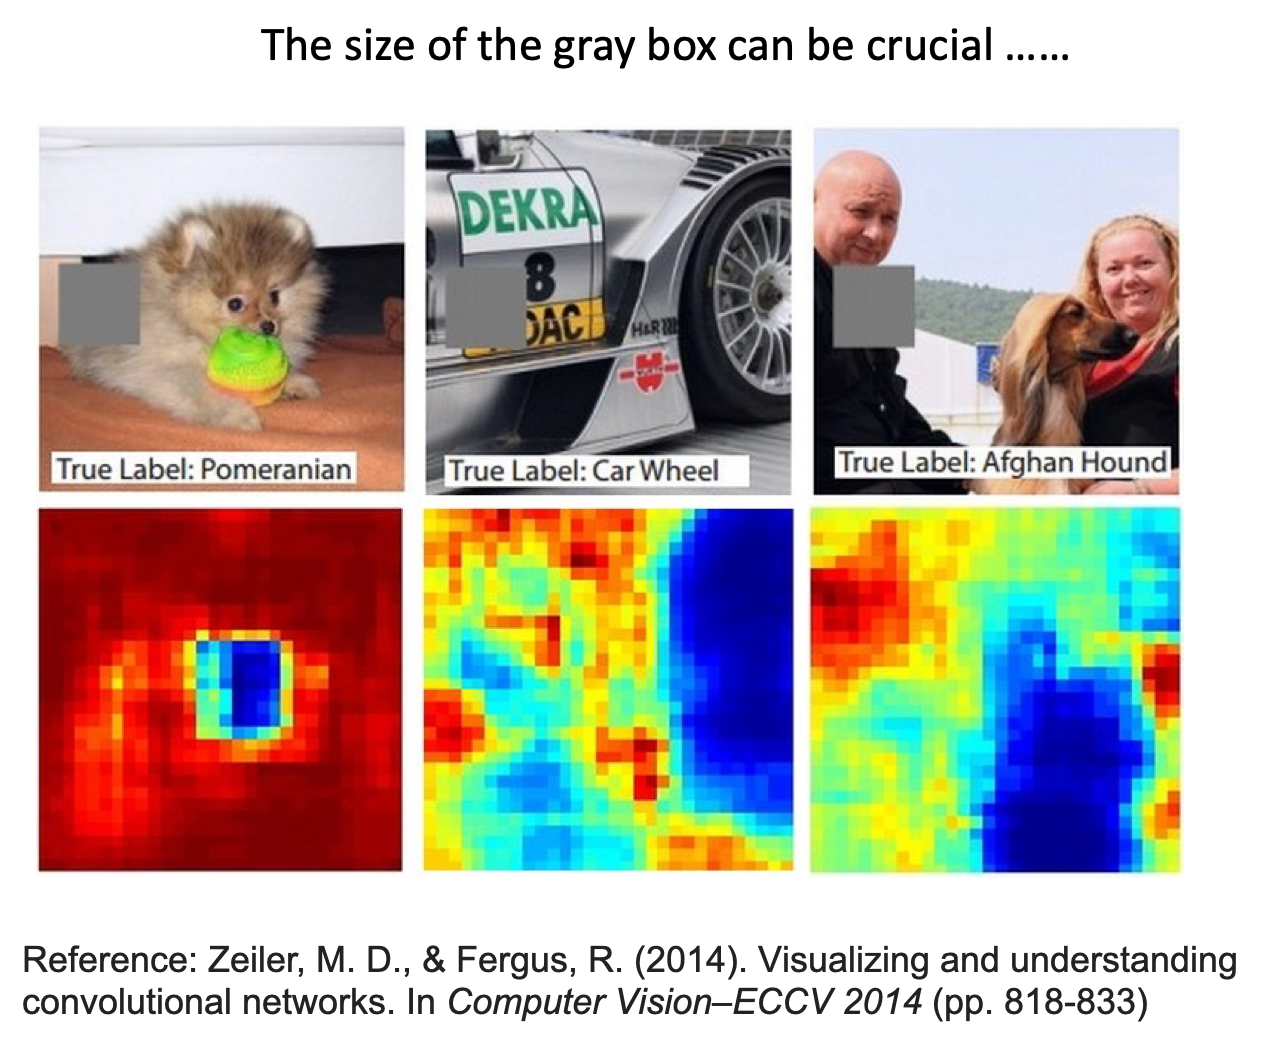 The size of the gray box can be crucial ......
DEKRA
8
DAC
H&R
WÜRTH
True Label: Pomeranian
True Label: Car Wheel
True Label: Afghan Hound
Reference: Zeiler, M. D., & Fergus, R. (2014). Visualizing and understanding
convolutional networks. In Computer Vision–ECCV 2014 (pp. 818-833)